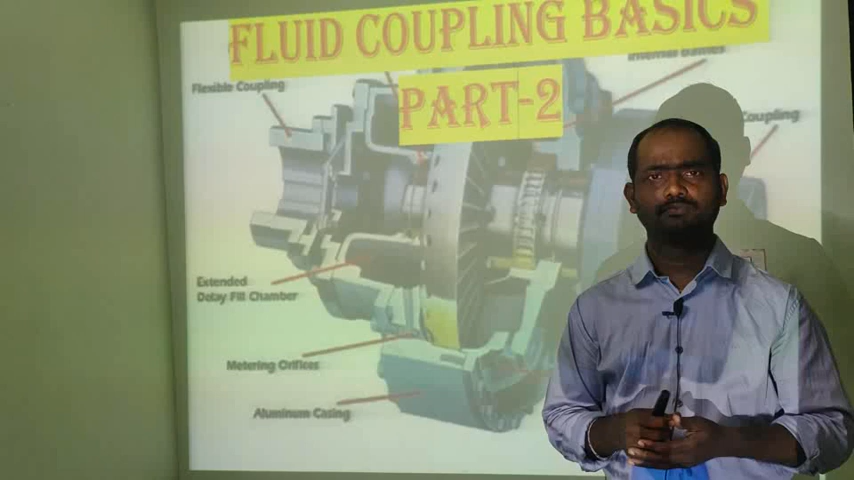 FLUID COUPLING BASICS
PART-2
Flexible Coupling
Internal Baffles
Coupling
Extended
Delay Fill Chamber
Metering Orifices
Aluminum Casing